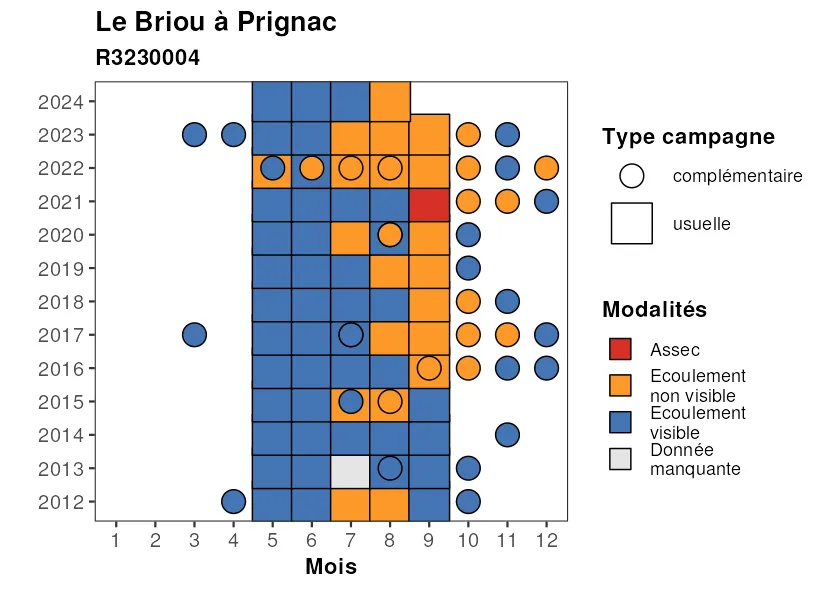 Le Briou à Prignac
R3230004
2024
2023
2022
2021
2020
2019
2018
2017
2016
2015
2014
2013
2012
1 2 3 4 5 6 7 8 9 10 11 12
Mois
Type campagne
complémentaire
usuelle
Modalités
Assec
Ecoulement
non visible
Ecoulement
visible
Donnée
manquante